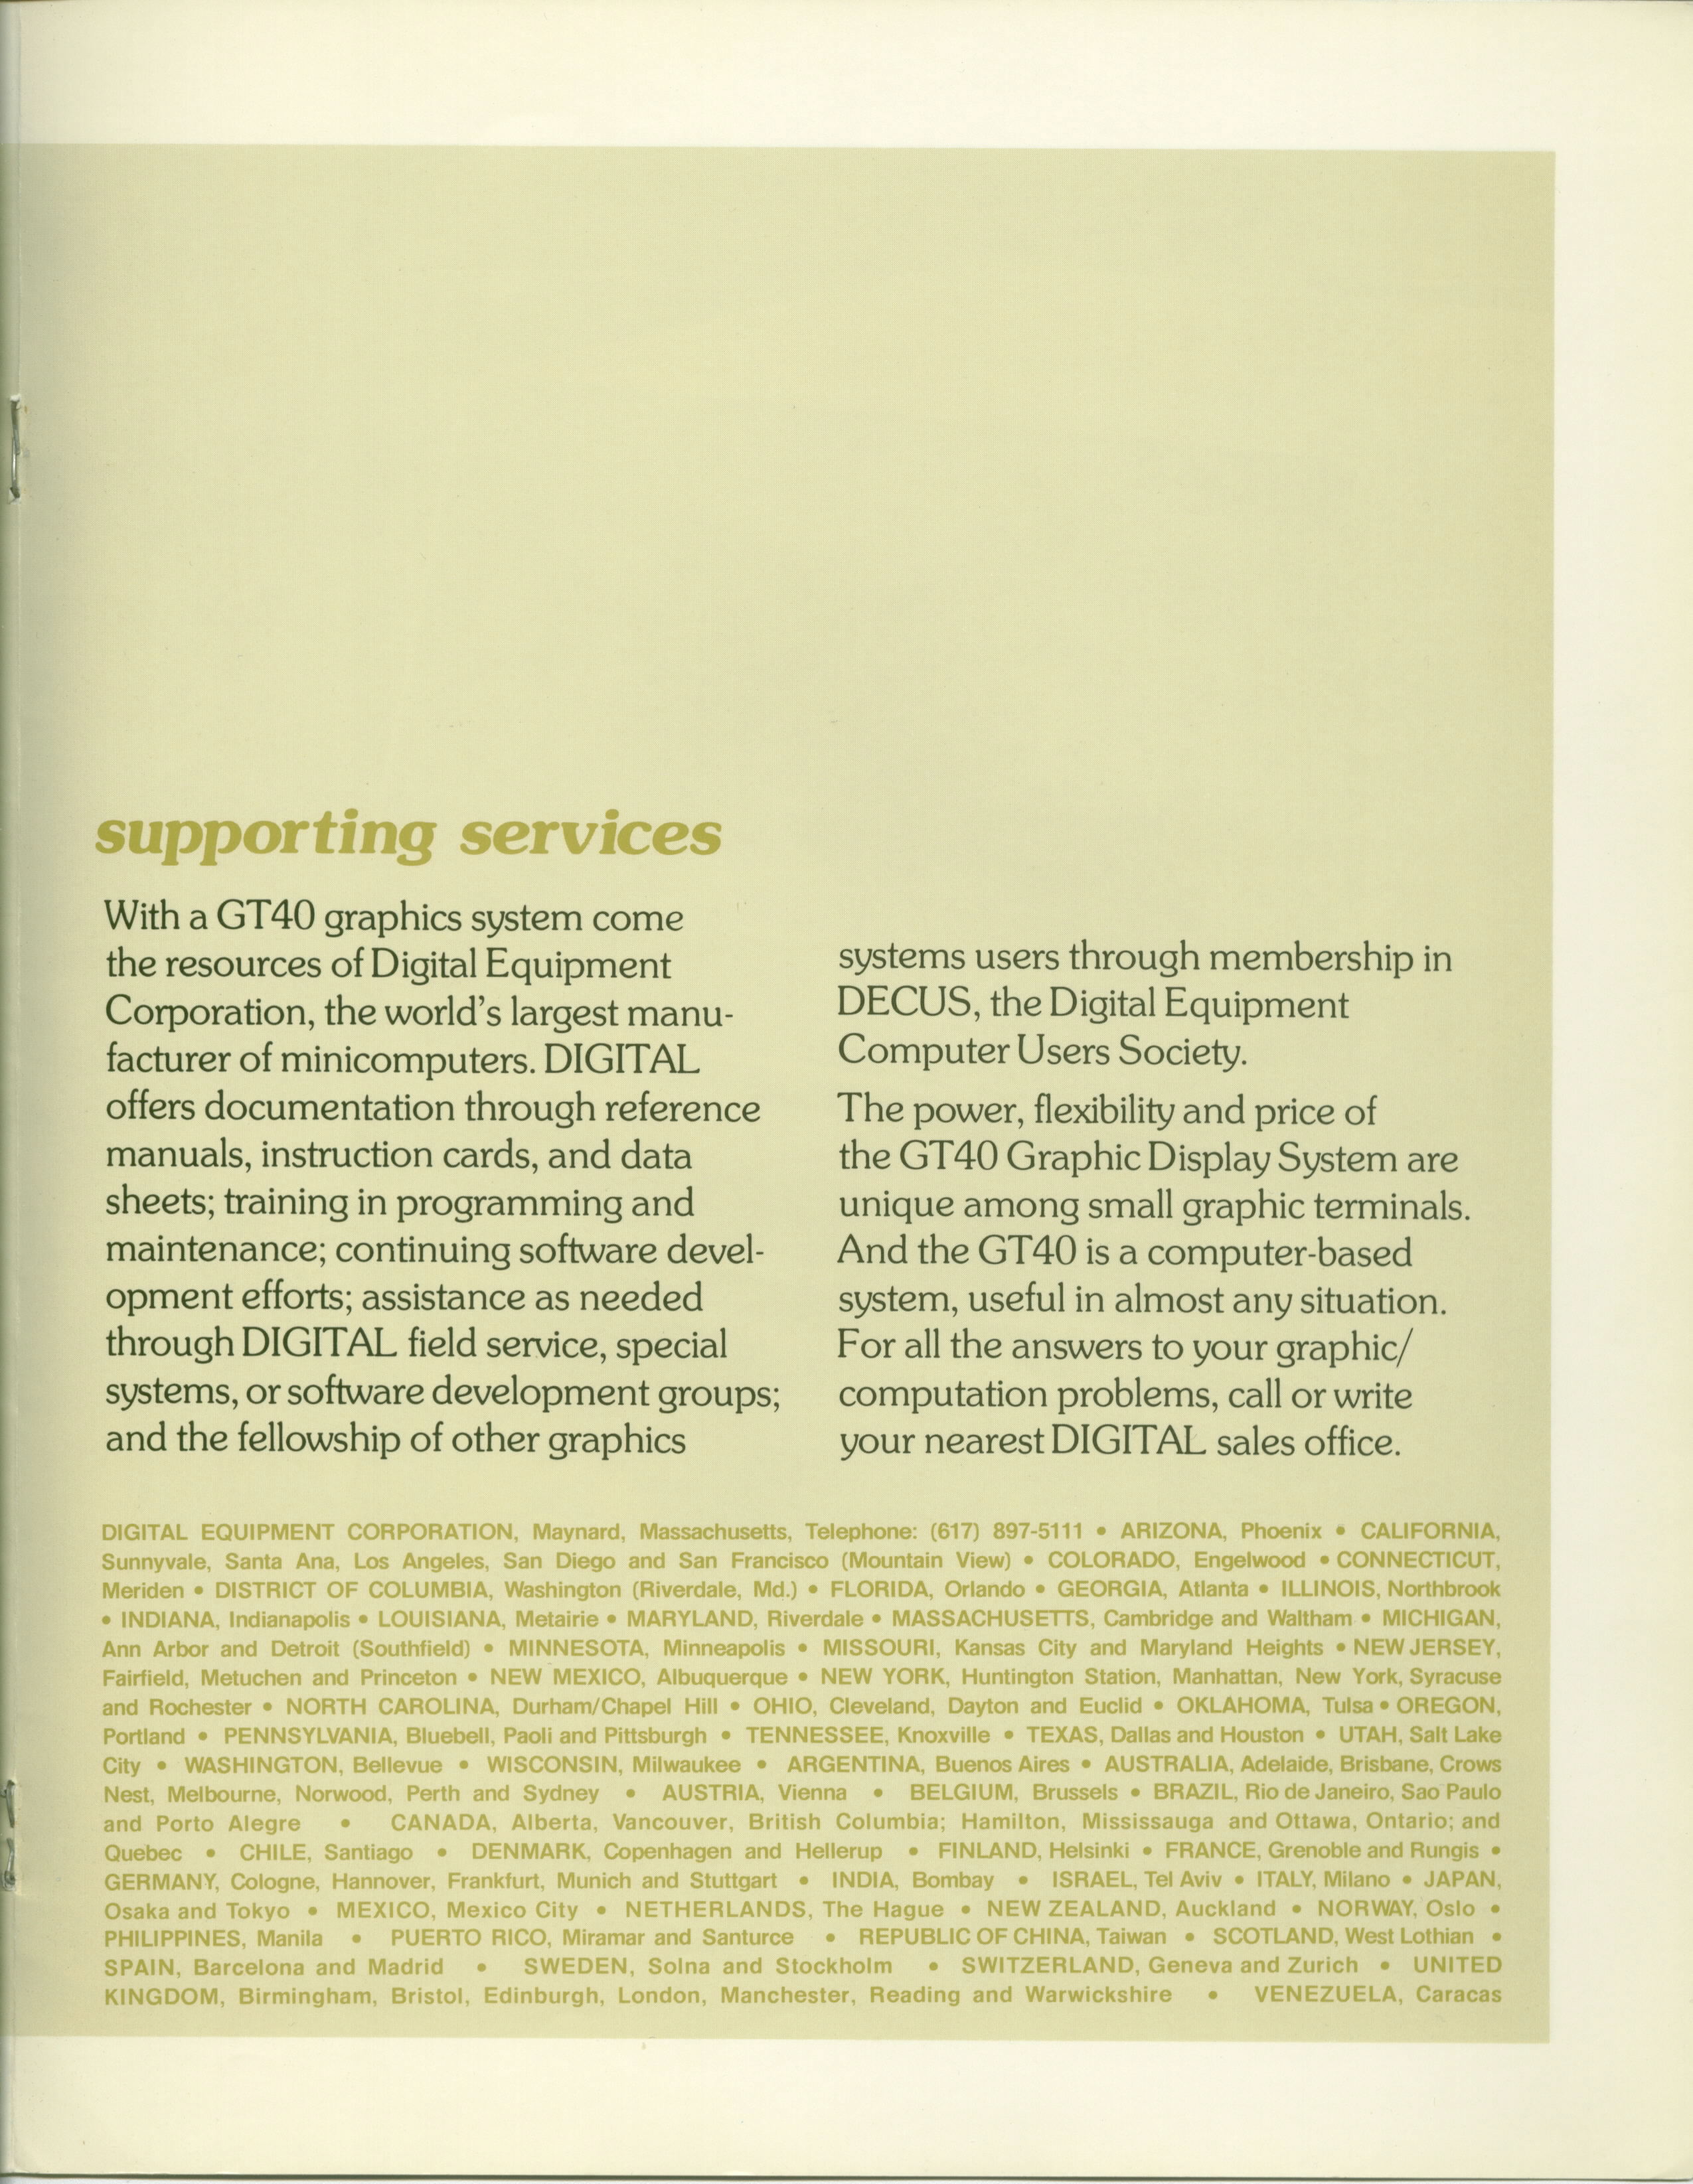 supporting services
With a GT40 graphics system come
the resources of Digital Equipment
Corporation, the world's largest manu-
facturer of minicomputers. DIGITAL
offers documentation through reference
manuals, instruction cards, and data
sheets; training in programming and
maintenance; continuing software devel-
opment efforts; assistance as needed
through DIGITAL field service, special
systems, or software development groups;
and the fellowship of other graphics
systems users through membership in
DECUS, the Digital Equipment
Computer Users Society.
The power, flexibility and price of
the GT40 Graphic Display System are
unique among small graphic terminals.
And the GT40 is a computer-based
system, useful in almost any situation.
For all the answers to your graphic/
computation problems, call or write
your nearest DIGITAL sales office.
DIGITAL EQUIPMENT CORPORATION, Maynard, Massachusetts, Telephone: (617) 897-5111 • ARIZONA, Phoenix • CALIFORNIA,
Sunnyvale, Santa Ana, Los Angeles, San Diego and San Francisco (Mountain View) • COLORADO, Engelwood • CONNECTICUT,
Meriden • DISTRICT OF COLUMBIA, Washington (Riverdale, Md.) • FLORIDA, Orlando • GEORGIA, Atlanta • ILLINOIS, Northbrook
• INDIANA, Indianapolis • LOUISIANA, Metairie • MARYLAND, Riverdale • MASSACHUSETTS, Cambridge and Waltham • MICHIGAN,
Ann Arbor and Detroit (Southfield) • MINNESOTA, Minneapolis • MISSOURI, Kansas City and Maryland Heights • NEW JERSEY,
Fairfield, Metuchen and Princeton • NEW MEXICO, Albuquerque • NEW YORK, Huntington Station, Manhattan, New York, Syracuse
and Rochester • NORTH CAROLINA, Durham/Chapel Hill • OHIO, Cleveland, Dayton and Euclid • OKLAHOMA, Tulsa • OREGON,
Portland • PENNSYLVANIA, Bluebell, Paoli and Pittsburgh • TENNESSEE, Knoxville • TEXAS, Dallas and Houston • UTAH, Salt Lake
City • WASHINGTON, Bellevue • WISCONSIN, Milwaukee • ARGENTINA, Buenos Aires • AUSTRALIA, Adelaide, Brisbane, Crows
Nest, Melbourne, Norwood, Perth and Sydney • AUSTRIA, Vienna • BELGIUM, Brussels • BRAZIL, Rio de Janeiro, Sao Paulo
and Porto Alegre • CANADA, Alberta, Vancouver, British Columbia; Hamilton, Mississauga and Ottawa, Ontario; and
Quebec • CHILE, Santiago • DENMARK, Copenhagen and Hellerup • FINLAND, Helsinki • FRANCE, Grenoble and Rungis •
GERMANY, Cologne, Hannover, Frankfurt, Munich and Stuttgart • INDIA, Bombay • ISRAEL, Tel Aviv • ITALY, Milano • JAPAN,
Osaka and Tokyo • MEXICO, Mexico City • NETHERLANDS, The Hague • NEW ZEALAND, Auckland • NORWAY, Oslo •
PHILIPPINES, Manila • PUERTO RICO, Miramar and Santurce • REPUBLIC OF CHINA, Taiwan • SCOTLAND, West Lothian •
SPAIN, Barcelona and Madrid • SWEDEN, Solna and Stockholm • SWITZERLAND, Geneva and Zurich • UNITED
KINGDOM, Birmingham, Bristol, Edinburgh, London, Manchester, Reading and Warwickshire • VENEZUELA, Caracas